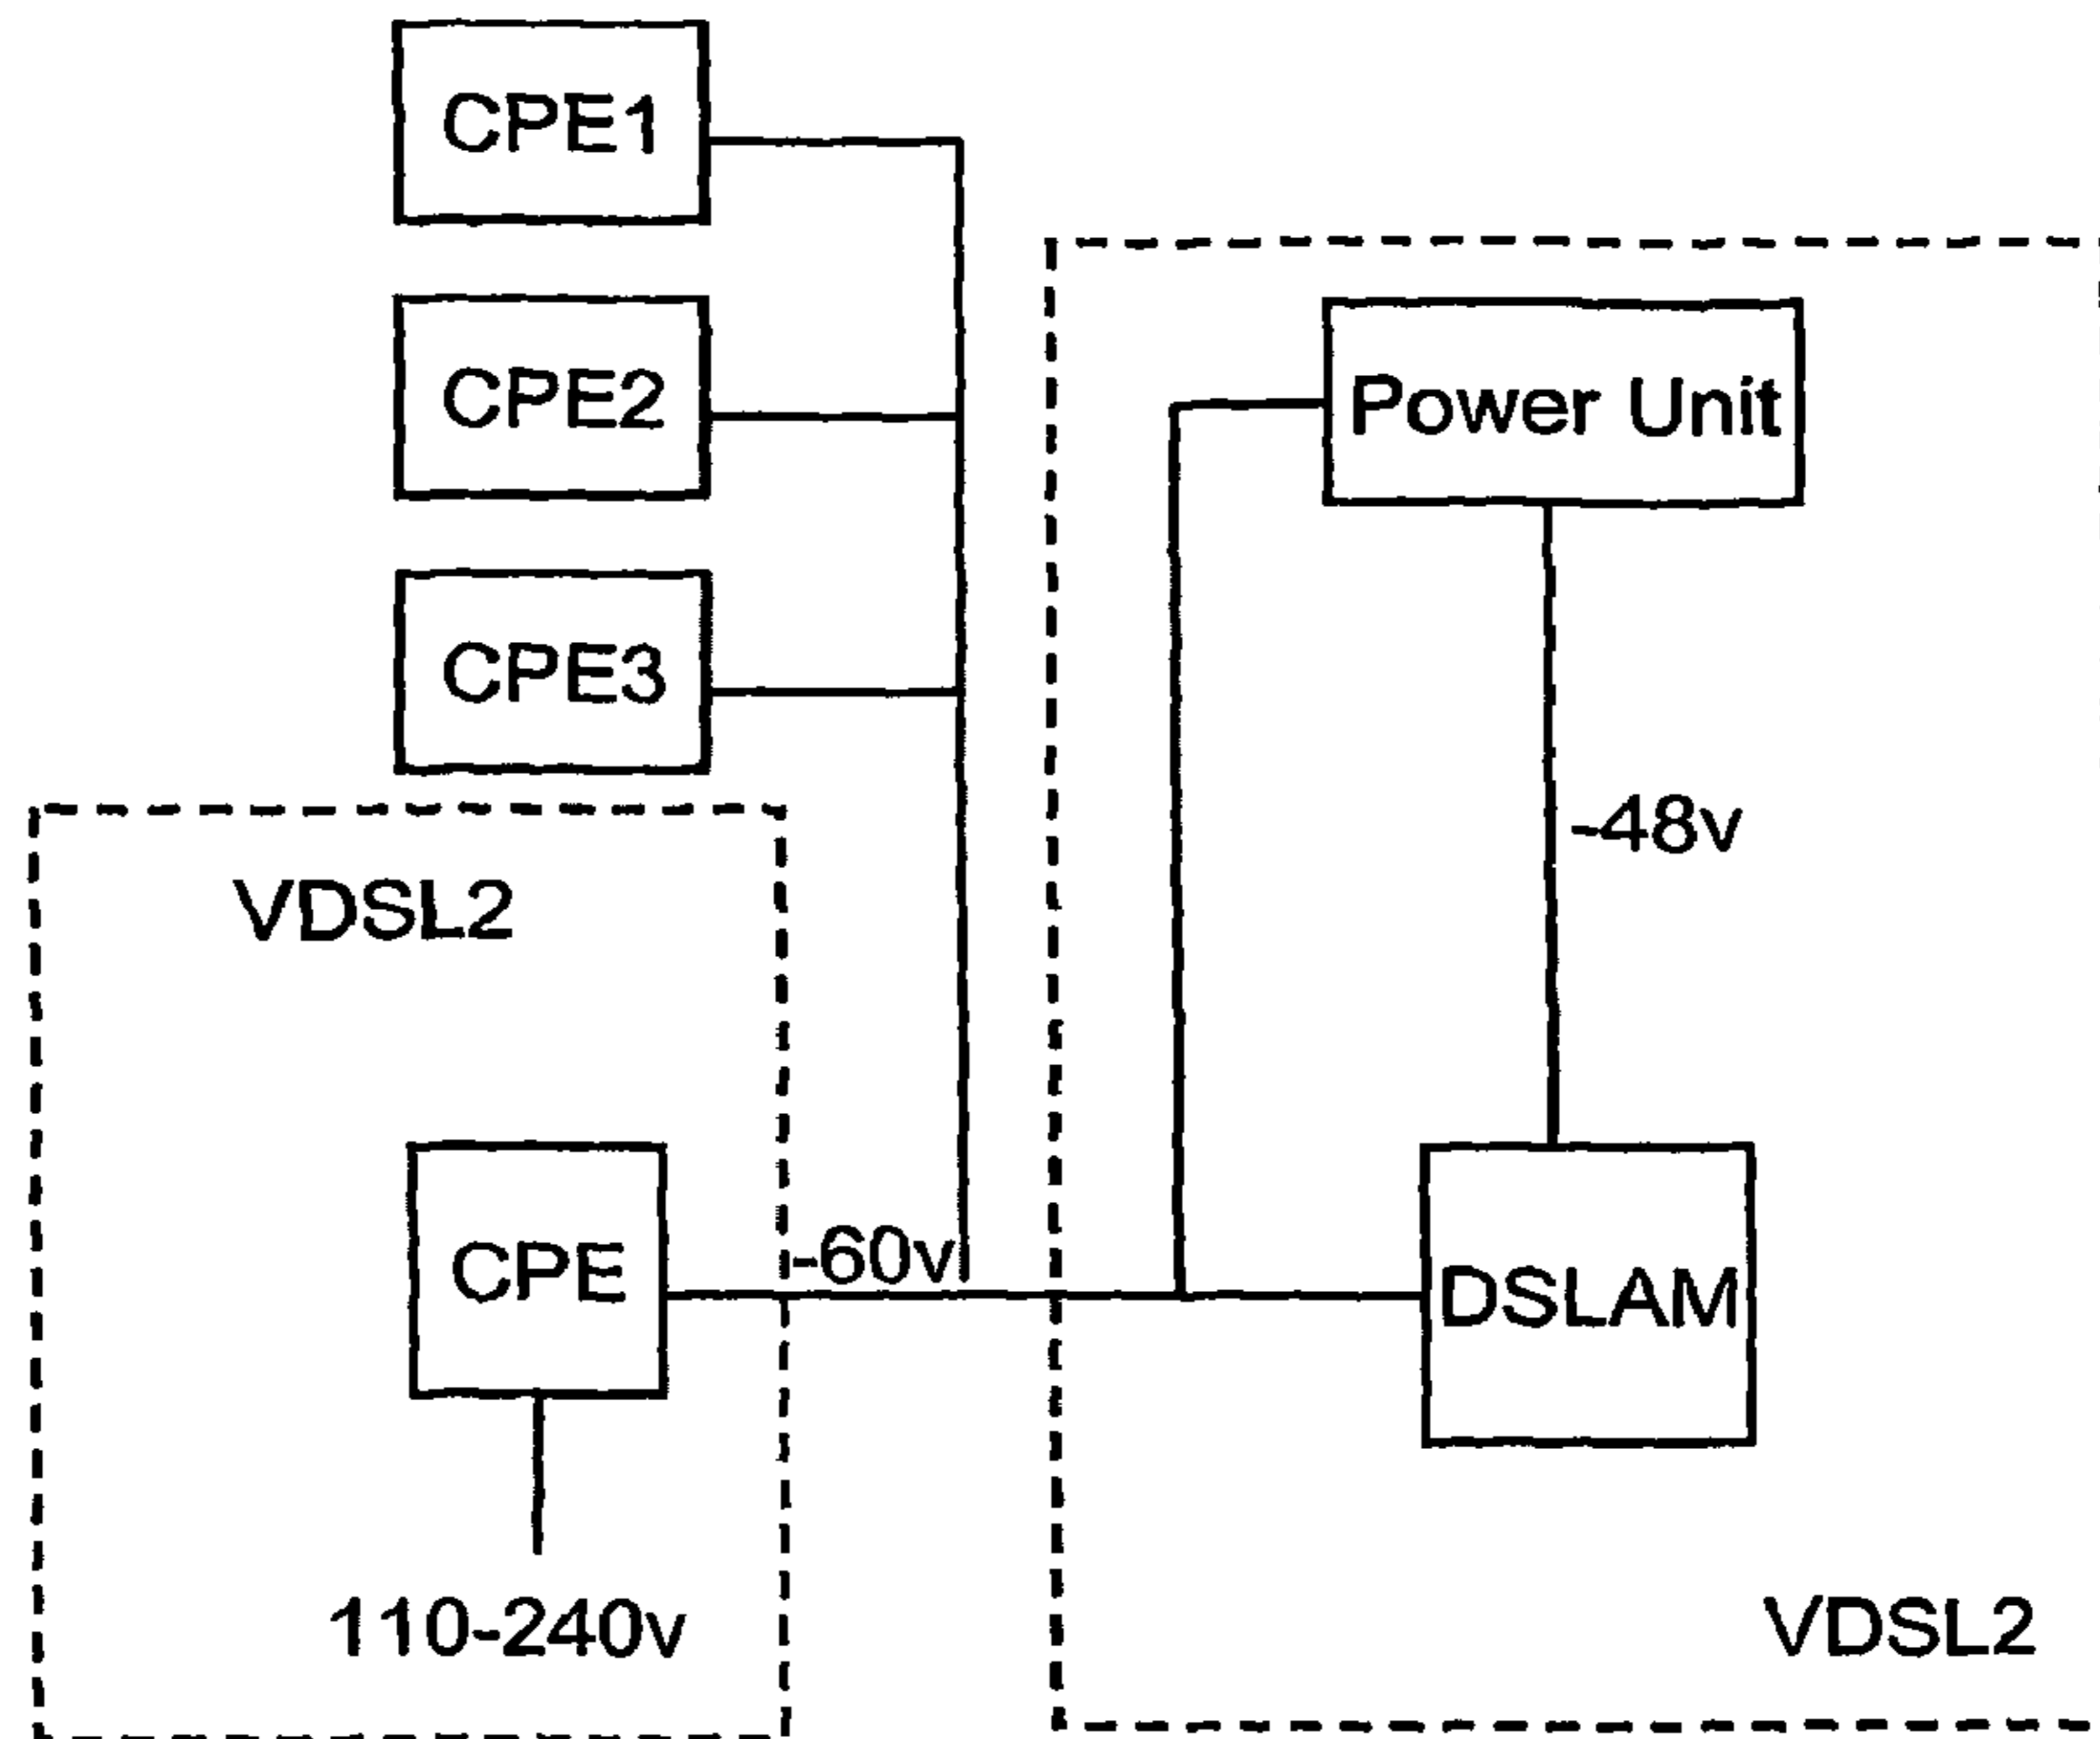 CPE1
CPE2
CPE3
Power Unit
-48v
VDSL2
CPE
-60v
DSLAM
110-240v
VDSL2